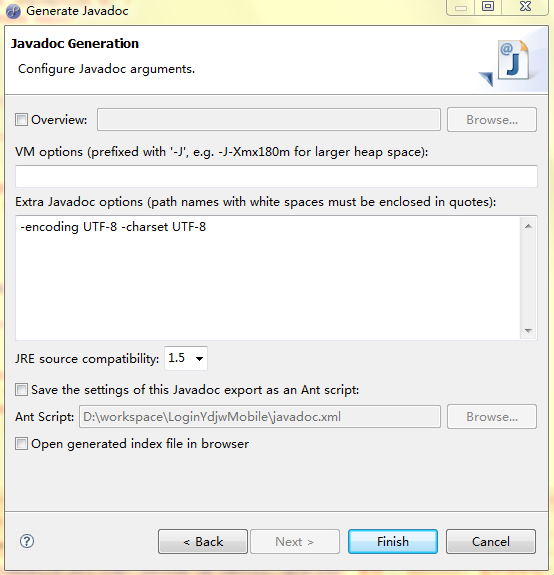 Generate Javadoc
Javadoc Generation
Configure Javadoc arguments.
@
J
Overview:
Browse...
VM options (prefixed with '-J', e.g. -J-Xmx180m for larger heap space):
Extra Javadoc options (path names with white spaces must be enclosed in quotes):
-encoding UTF-8 -charset UTF-8
JRE source compatibility: 1.5
Save the settings of this Javadoc export as an Ant script:
Ant Script: D:\workspace\LoginYdjwMobile\javadoc.xml Browse...
Open generated index file in browser
? < Back Next > Finish Cancel